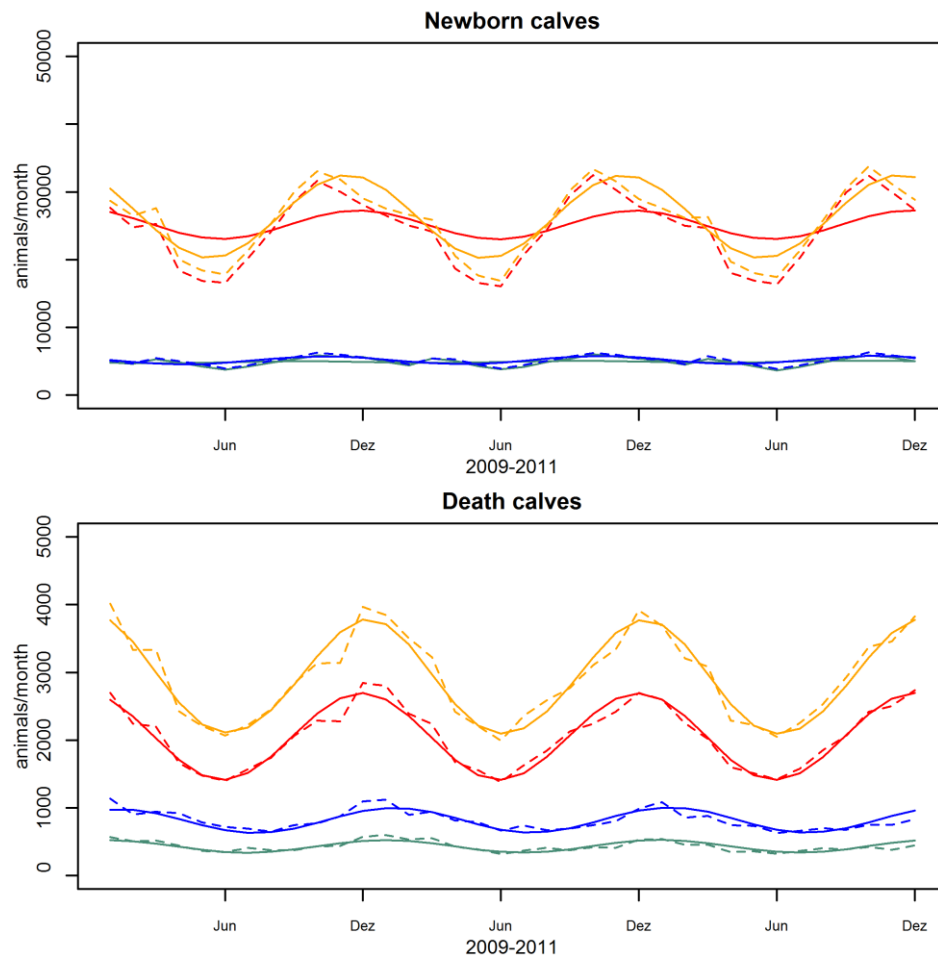 Newborn calves
animals/month
50000
30000
10000
0
Jun Dez Jun Dez Jun Dez
2009-2011
Death calves
animals/month
5000
4000
3000
2000
1000
0
Jun Dez Jun Dez Jun Dez
2009-2011